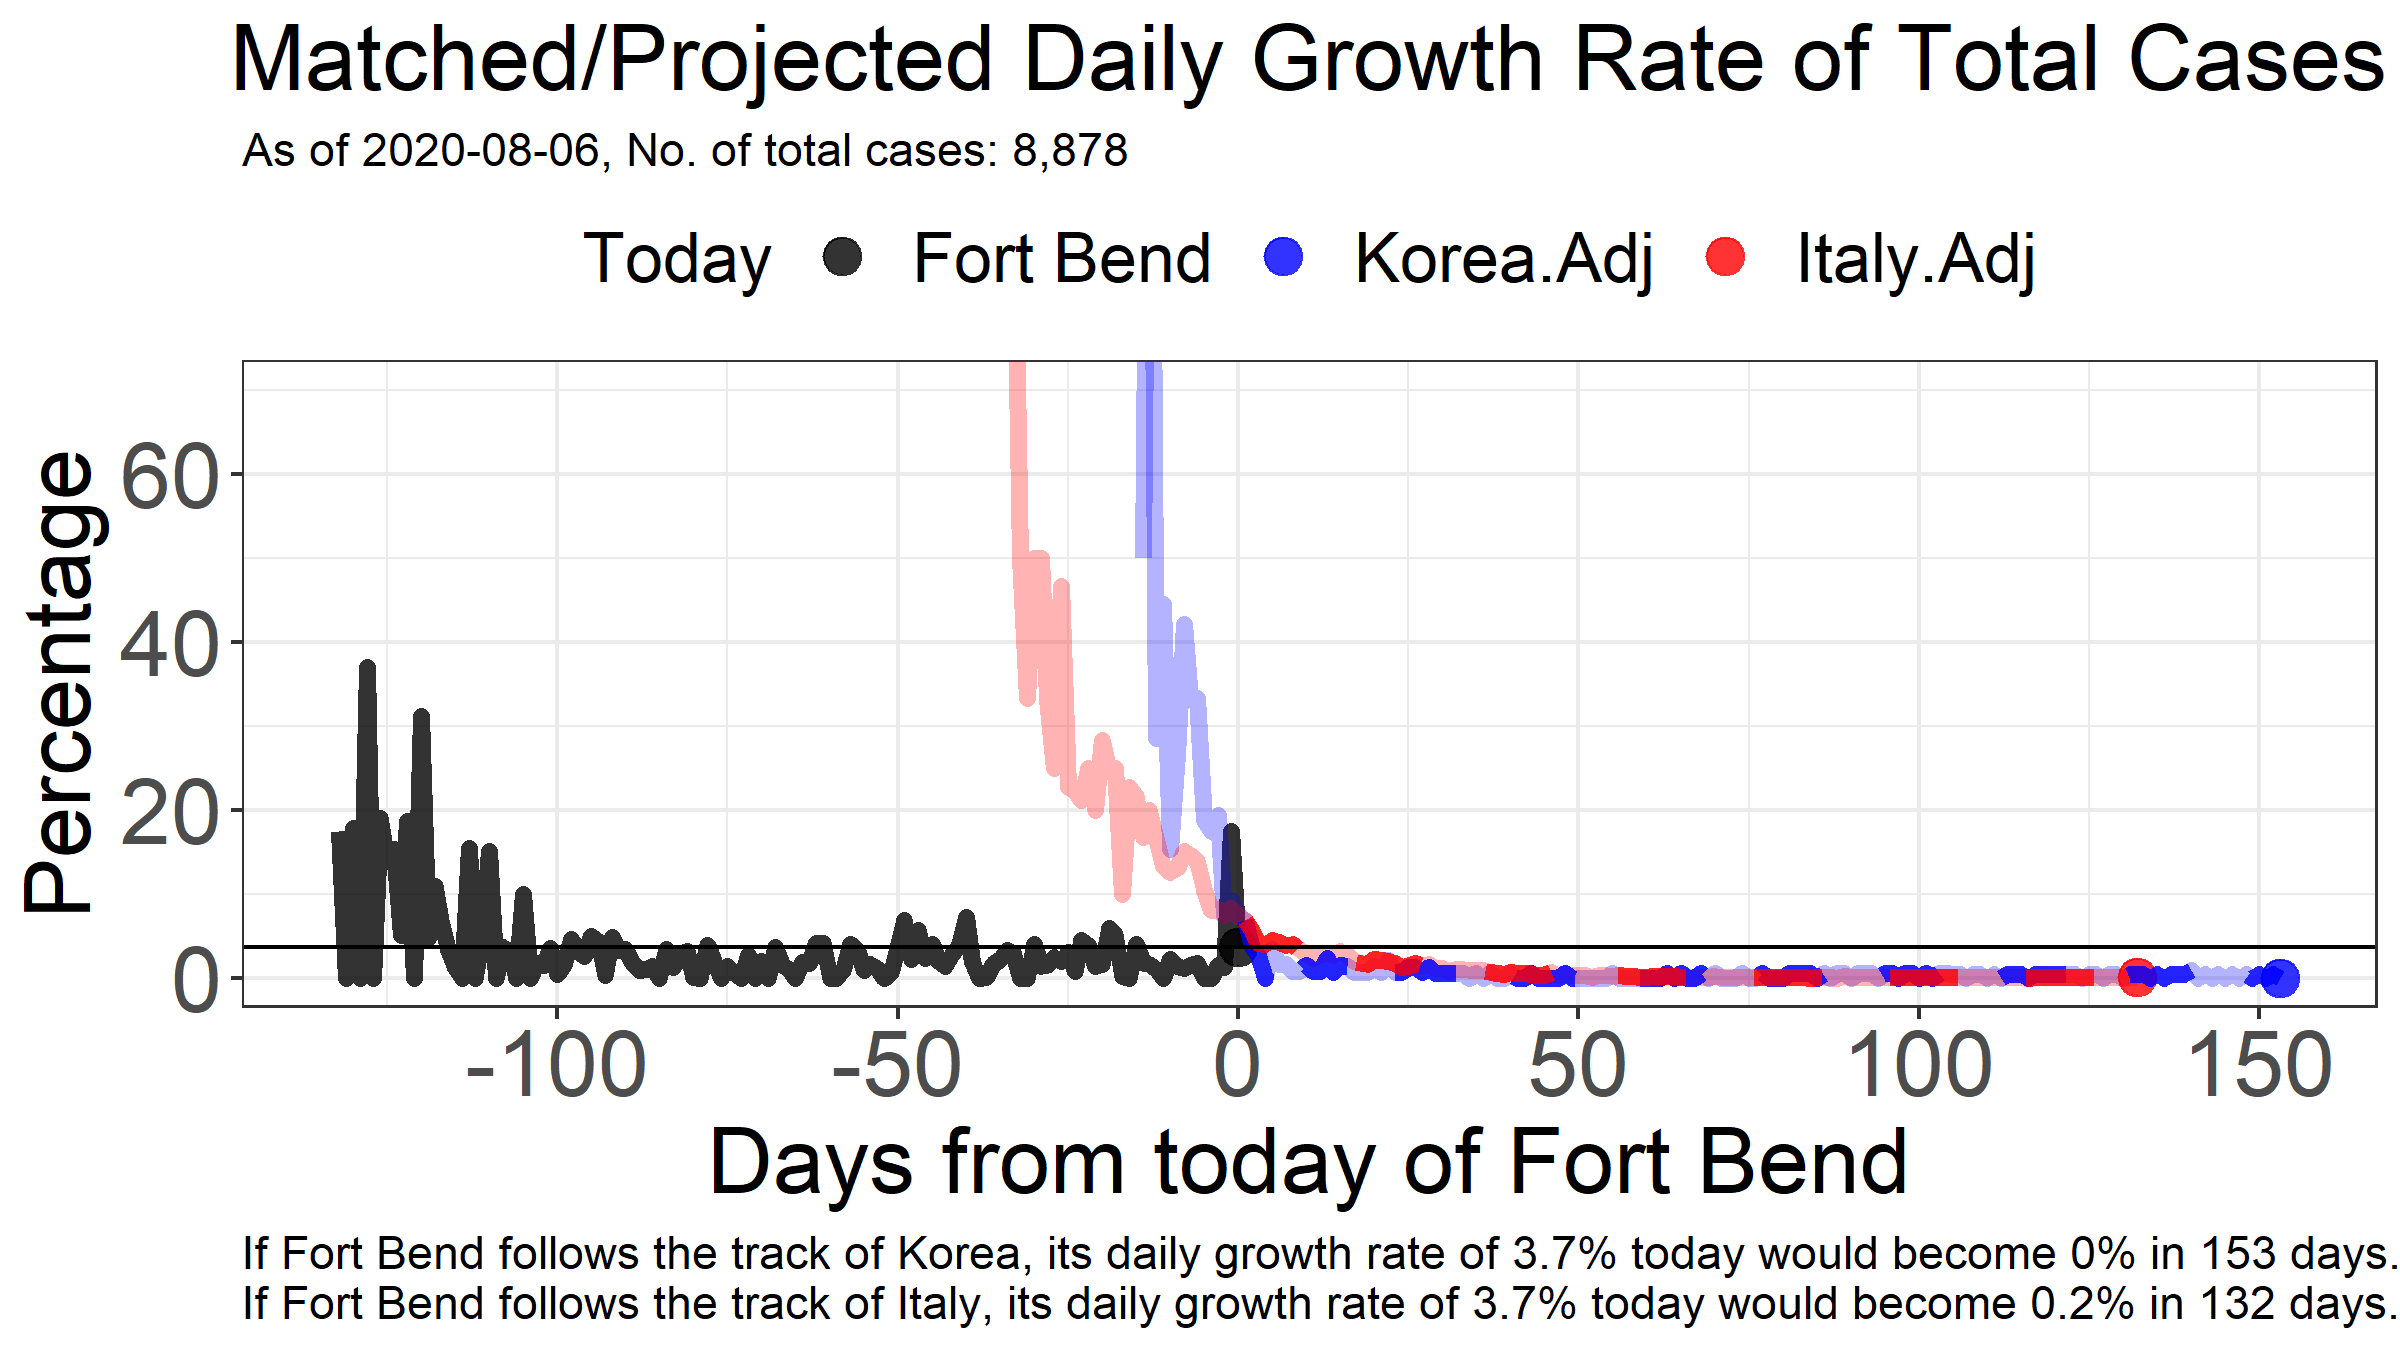 Matched/Projected Daily Growth Rate of Total Cases
As of 2020-08-06, No. of total cases: 8,878
Today Fort Bend Korea.Adj Italy.Adj
Percentage
60
40
20
0
-100 -50 0 50 100 150
Days from today of Fort Bend
If Fort Bend follows the track of Korea, its daily growth rate of 3.7% today would become 0% in 153 days.
If Fort Bend follows the track of Italy, its daily growth rate of 3.7% today would become 0.2% in 132 days.